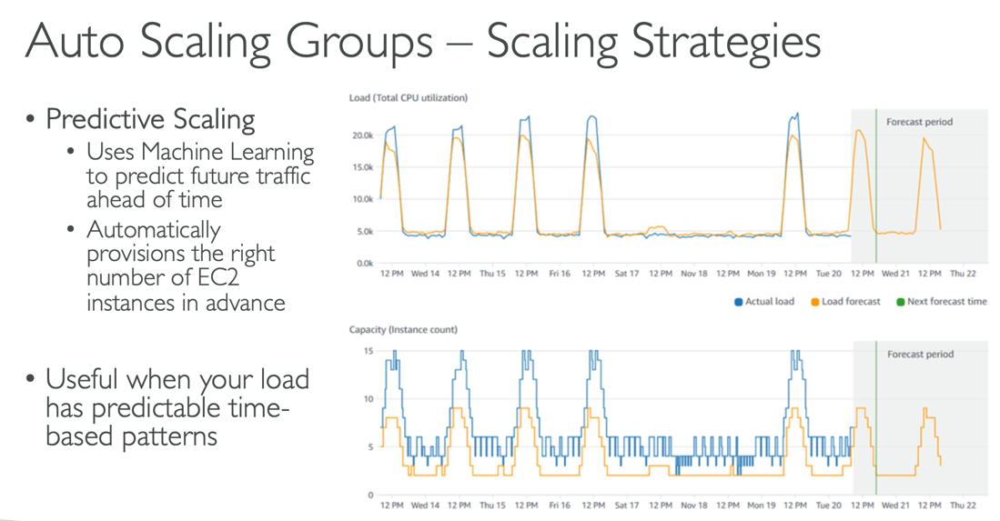 Auto Scaling Groups – Scaling Strategies
• Predictive Scaling
• Uses Machine Learning
to predict future traffic
ahead of time
• Automatically
provisions the right
number of EC2
instances in advance
• Useful when your load
has predictable time-
based patterns
Load (Total CPU utilization)
Forecast period
20.0k
15.0k
10.0k
5.0k
0.0k
12 PM Wed 14 12 PM Thu 15 12 PM Fri 16 12 PM Sat 17 12 PM Nov 18 12 PM Mon 19 12 PM Tue 20 12 PM Wed 21 12 PM Thu 22
Actual load Load forecast Next forecast time
Capacity (Instance count)
Forecast period
15
10
5
0
12 PM Wed 14 12 PM Thu 15 12 PM Fri 16 12 PM Sat 17 12 PM Nov 18 12 PM Mon 19 12 PM Tue 20 12 PM Wed 21 12 PM Thu 22